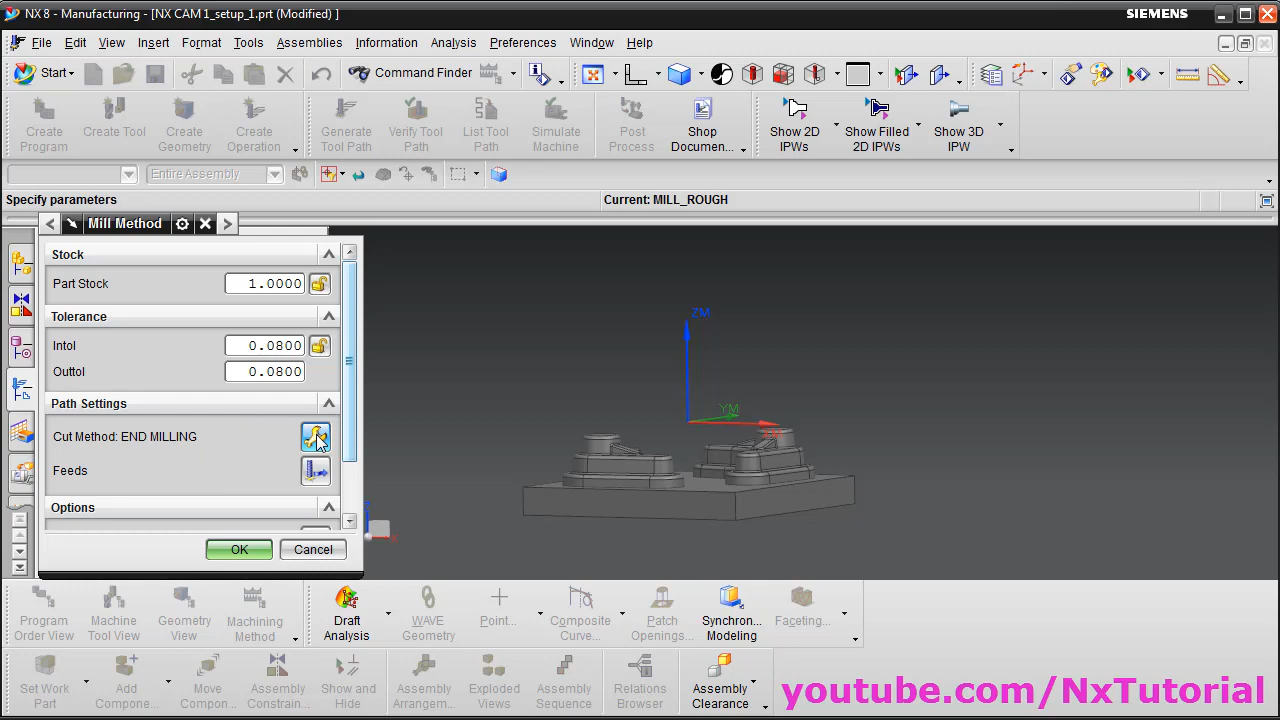 NX 8 - Manufacturing - [NX CAM 1_setup_1.prt (Modified) ]
SIEMENS
File Edit View Insert Format Tools Assemblies Information Analysis Preferences Window Help
Start Command Finder
Create Program Create Tool Create Geometry Create Operation Generate Tool Path Verify Tool Path List Tool Path Simulate Machine Post Process Shop Document... Show 2D IPWs Show Filled 2D IPWs Show 3D IPW
Entire Assembly
Specify parameters
Current: MILL_ROUGH
Mill Method
Stock
Part Stock 1.0000
Tolerance
Intol 0.0800
Outtol 0.0800
Path Settings
Cut Method: END MILLING
Feeds
Options
OK Cancel
ZM
YM
Program Order View Machine Tool View Geometry View Machining Method Draft Analysis WAVE Geometry Point... Composite Curve... Patch Openings... Synchron... Modeling Faceting...
Set Work Part Add Compone... Move Compon... Assembly Constrain... Show and Hide Assembly Arrangem... Exploded Views Assembly Sequence Relations Browser Assembly Clearance
youtube.com/NxTutorial